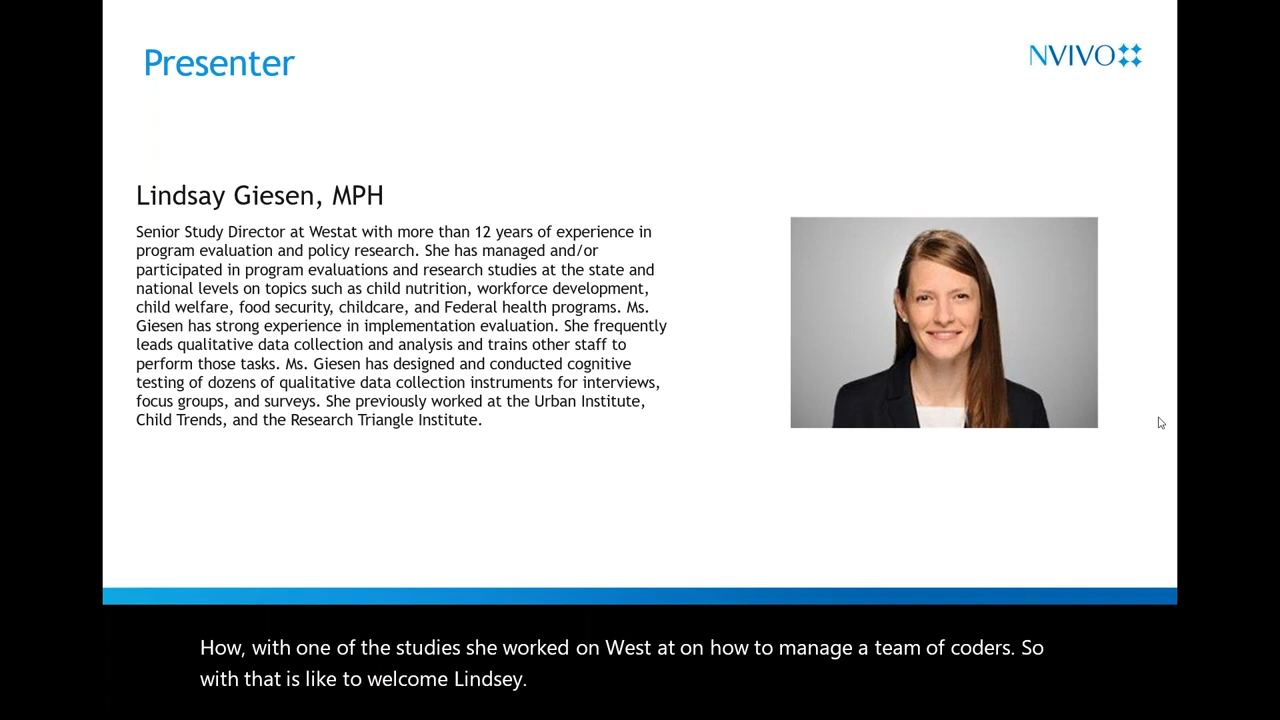 Presenter
NVIVO
Lindsay Giesen, MPH
Senior Study Director at Westat with more than 12 years of experience in
program evaluation and policy research. She has managed and/or
participated in program evaluations and research studies at the state and
national levels on topics such as child nutrition, workforce development,
child welfare, food security, childcare, and Federal health programs. Ms.
Giesen has strong experience in implementation evaluation. She frequently
leads qualitative data collection and analysis and trains other staff to
perform those tasks. Ms. Giesen has designed and conducted cognitive
testing of dozens of qualitative data collection instruments for interviews,
focus groups, and surveys. She previously worked at the Urban Institute,
Child Trends, and the Research Triangle Institute.
How, with one of the studies she worked on West at on how to manage a team of coders. So
with that is like to welcome Lindsey.